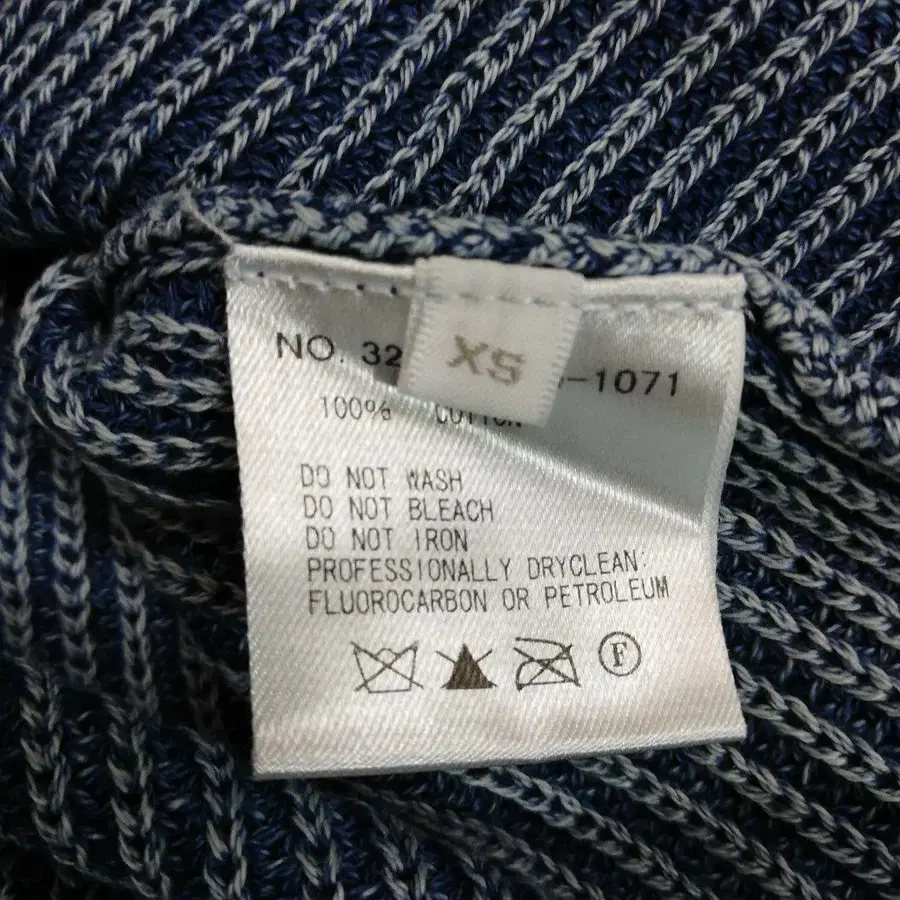 XS
NO. 32 -1071
100% COTTON
DO NOT WASH
DO NOT BLEACH
DO NOT IRON
PROFESSIONALLY DRYCLEAN:
FLUOROCARBON OR PETROLEUM
F